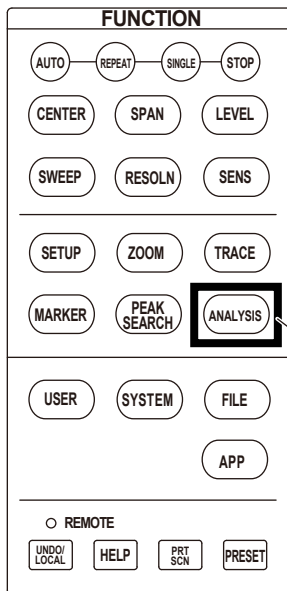 FUNCTION
AUTO REPEAT SINGLE STOP
CENTER SPAN LEVEL
SWEEP RESOLN SENS
SETUP ZOOM TRACE
MARKER PEAK SEARCH ANALYSIS
USER SYSTEM FILE
APP
REMOTE
UNDO/LOCAL HELP PRT SCN PRESET